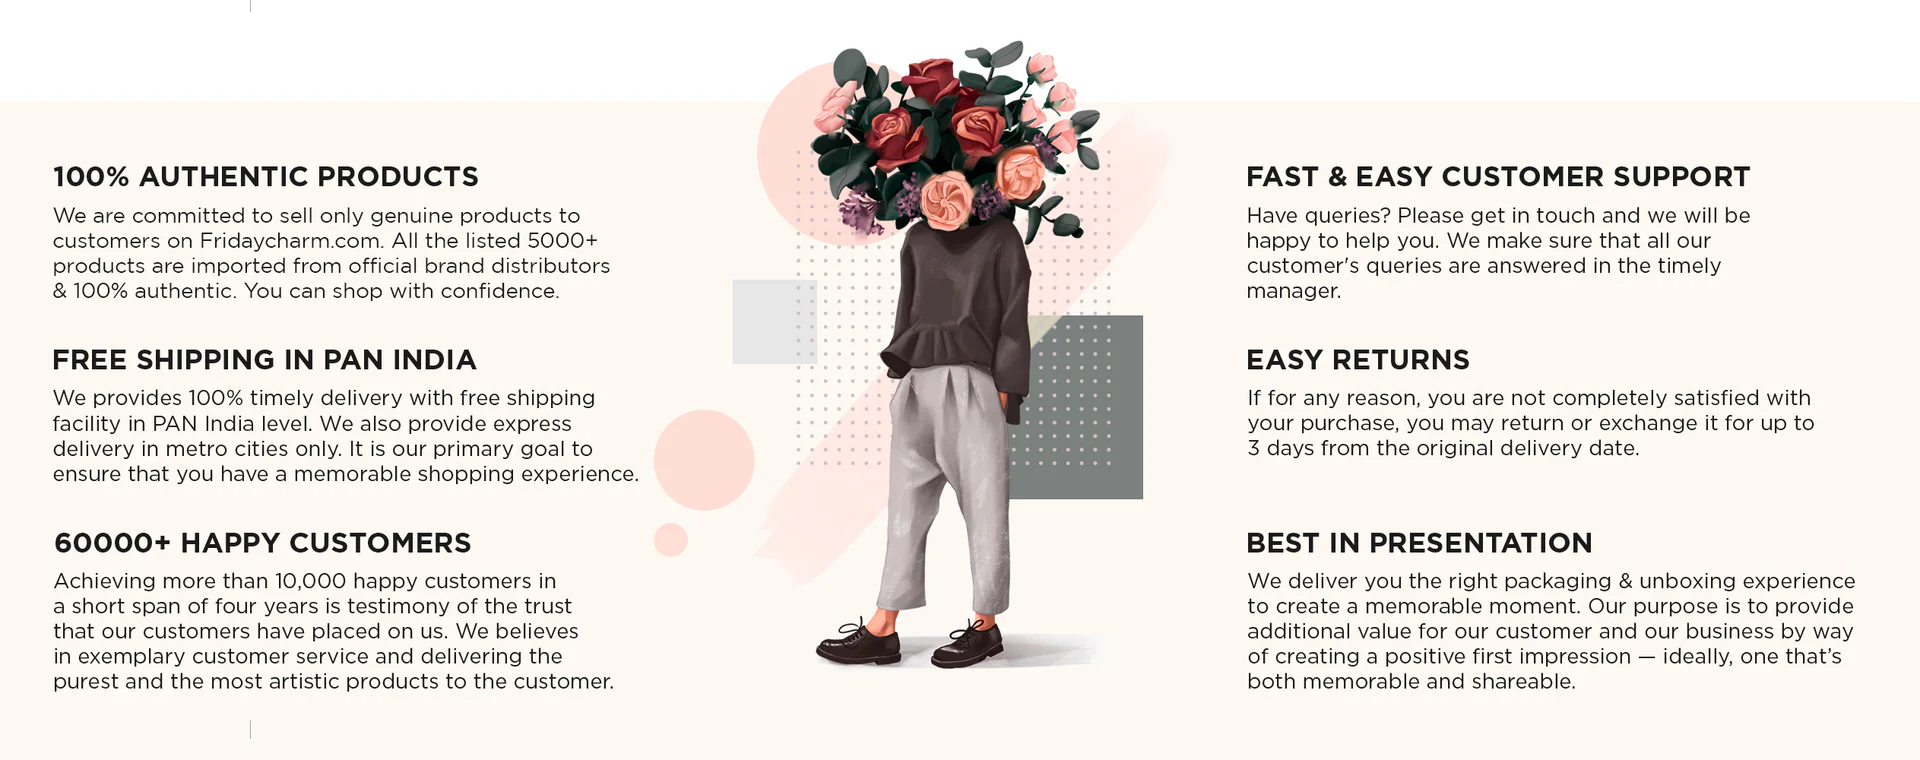 100% AUTHENTIC PRODUCTS
We are committed to sell only genuine products to
customers on Fridaycharm.com. All the listed 5000+
products are imported from official brand distributors
& 100% authentic. You can shop with confidence.
FREE SHIPPING IN PAN INDIA
We provides 100% timely delivery with free shipping
facility in PAN India level. We also provide express
delivery in metro cities only. It is our primary goal to
ensure that you have a memorable shopping experience.
60000+ HAPPY CUSTOMERS
Achieving more than 10,000 happy customers in
a short span of four years is testimony of the trust
that our customers have placed on us. We believes
in exemplary customer service and delivering the
purest and the most artistic products to the customer.
FAST & EASY CUSTOMER SUPPORT
Have queries? Please get in touch and we will be
happy to help you. We make sure that all our
customer's queries are answered in the timely
manager.
EASY RETURNS
If for any reason, you are not completely satisfied with
your purchase, you may return or exchange it for up to
3 days from the original delivery date.
BEST IN PRESENTATION
We deliver you the right packaging & unboxing experience
to create a memorable moment. Our purpose is to provide
additional value for our customer and our business by way
of creating a positive first impression — ideally, one that’s
both memorable and shareable.